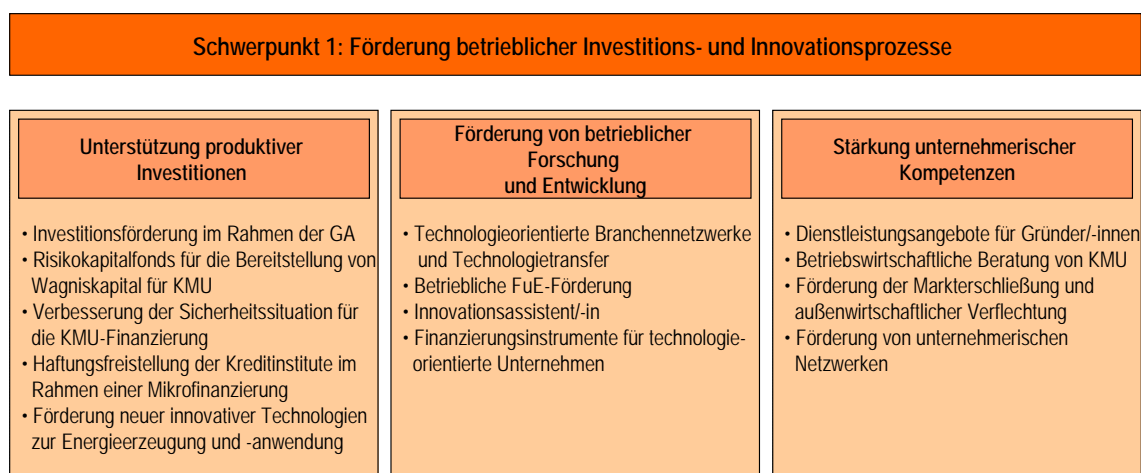 Schwerpunkt 1: Förderung betrieblicher Investitions- und Innovationsprozesse
Unterstützung produktiver
Investitionen
• Investitionsförderung im Rahmen der GA
• Risikokapitalfonds für die Bereitstellung von
Wagniskapital für KMU
• Verbesserung der Sicherheitssituation für
die KMU-Finanzierung
• Haftungsfreistellung der Kreditinstitute im
Rahmen einer Mikrofinanzierung
• Förderung neuer innovativer Technologien
zur Energieerzeugung und -anwendung
Förderung von betrieblicher
Forschung
und Entwicklung
• Technologieorientierte Branchennetzwerke
und Technologietransfer
• Betriebliche FuE-Förderung
• Innovationsassistent/-in
• Finanzierungsinstrumente für technologie-
orientierte Unternehmen
Stärkung unternehmerischer
Kompetenzen
• Dienstleistungsangebote für Gründer/-innen
• Betriebswirtschaftliche Beratung von KMU
• Förderung der Markterschließung und
außenwirtschaftlicher Verflechtung
• Förderung von unternehmerischen
Netzwerken